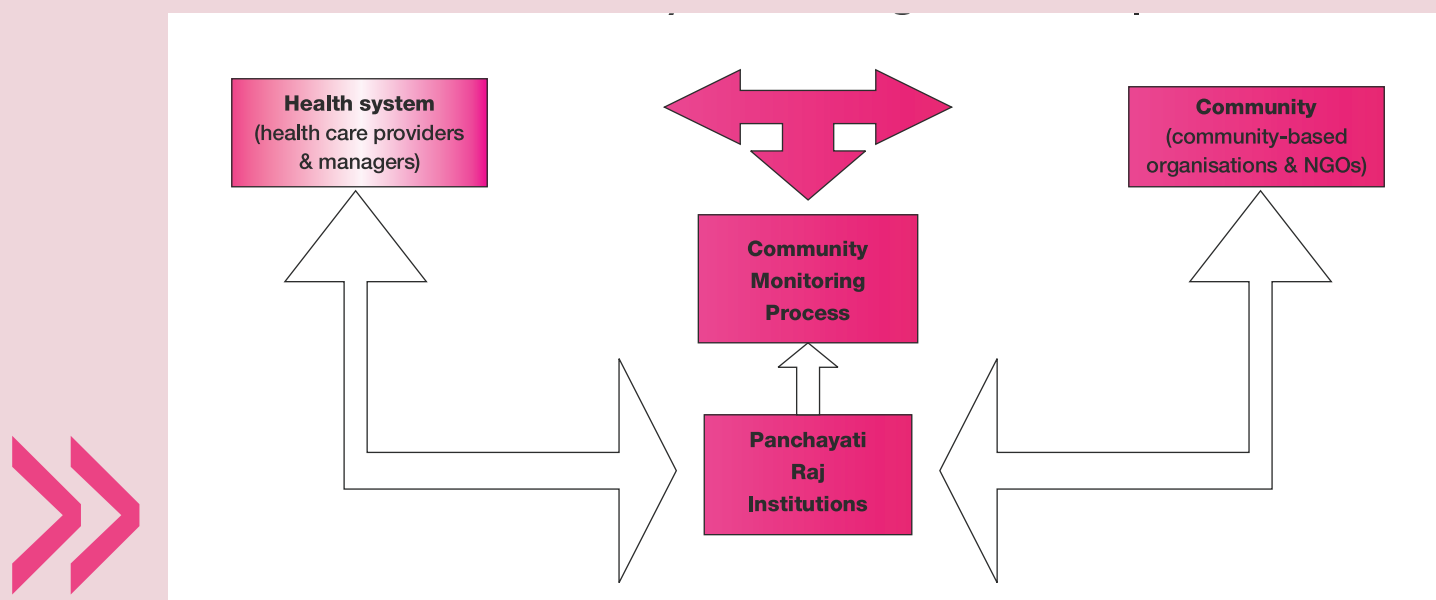 Health system
(health care providers
& managers)
Community
(community-based
organisations & NGOs)
Community
Monitoring
Process
Panchayati
Raj
Institutions